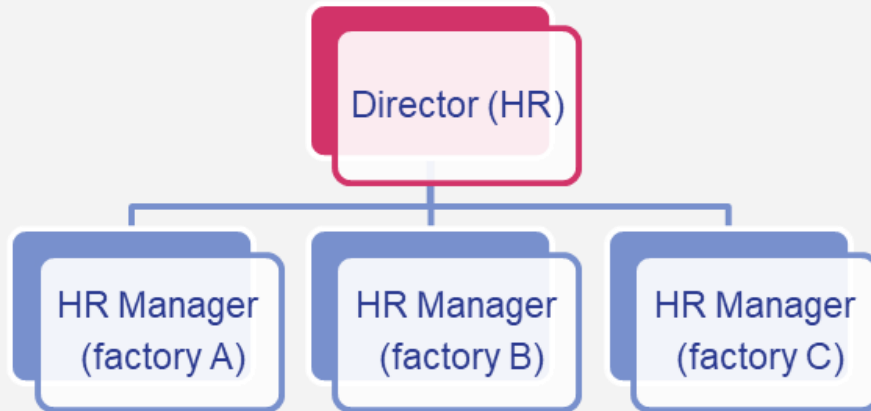 Director (HR)
HR Manager
(factory A)
HR Manager
(factory B)
HR Manager
(factory C)